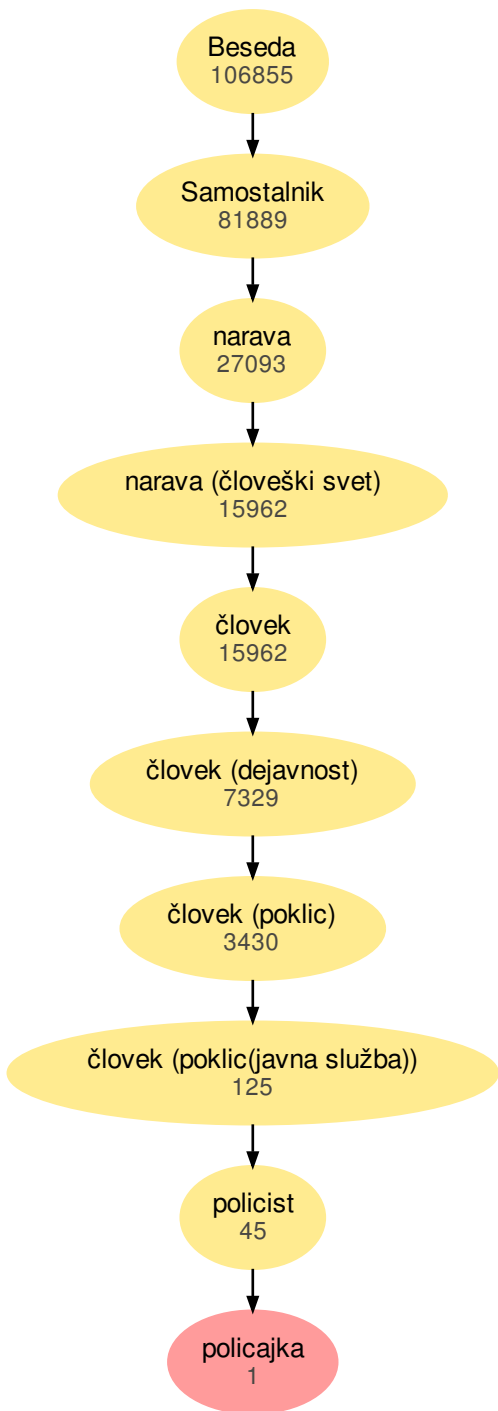 Beseda
106855
Samostalnik
81889
narava
27093
narava (človeški svet)
15962
človek
15962
človek (dejavnost)
7329
človek (poklic)
3430
človek (poklic(javna služba))
125
policist
45
policajka
1